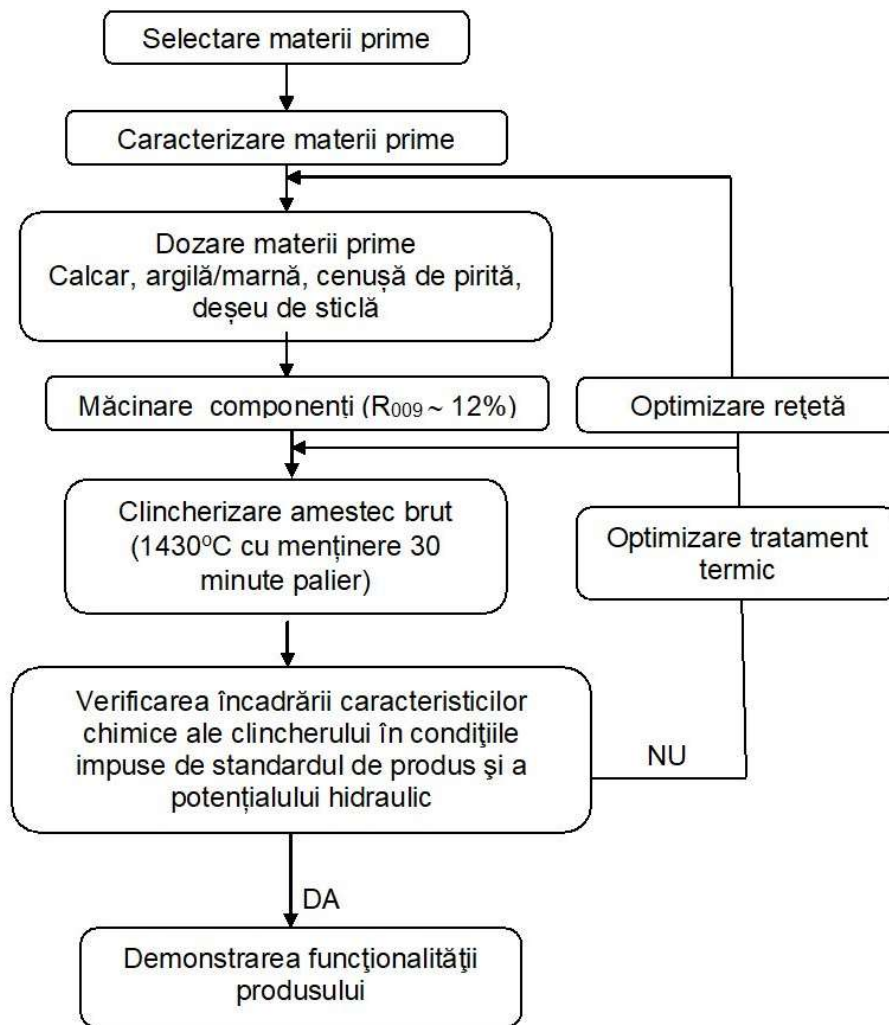 Selectare materii prime
Caracterizare materii prime
Dozare materii prime
Calcar, argilă/marnă, cenușă de pirită,
deșeu de sticlă
Măcinare componenți (R009 ~ 12%)
Optimizare reţetă
Clincherizare amestec brut
(1430ºC cu menținere 30
minute palier)
Optimizare tratament
termic
Verificarea încadrării caracteristicilor
chimice ale clincherului în condiţiile
impuse de standardul de produs şi a
potențialului hidraulic
NU
DA
Demonstrarea funcţionalităţii
produsului